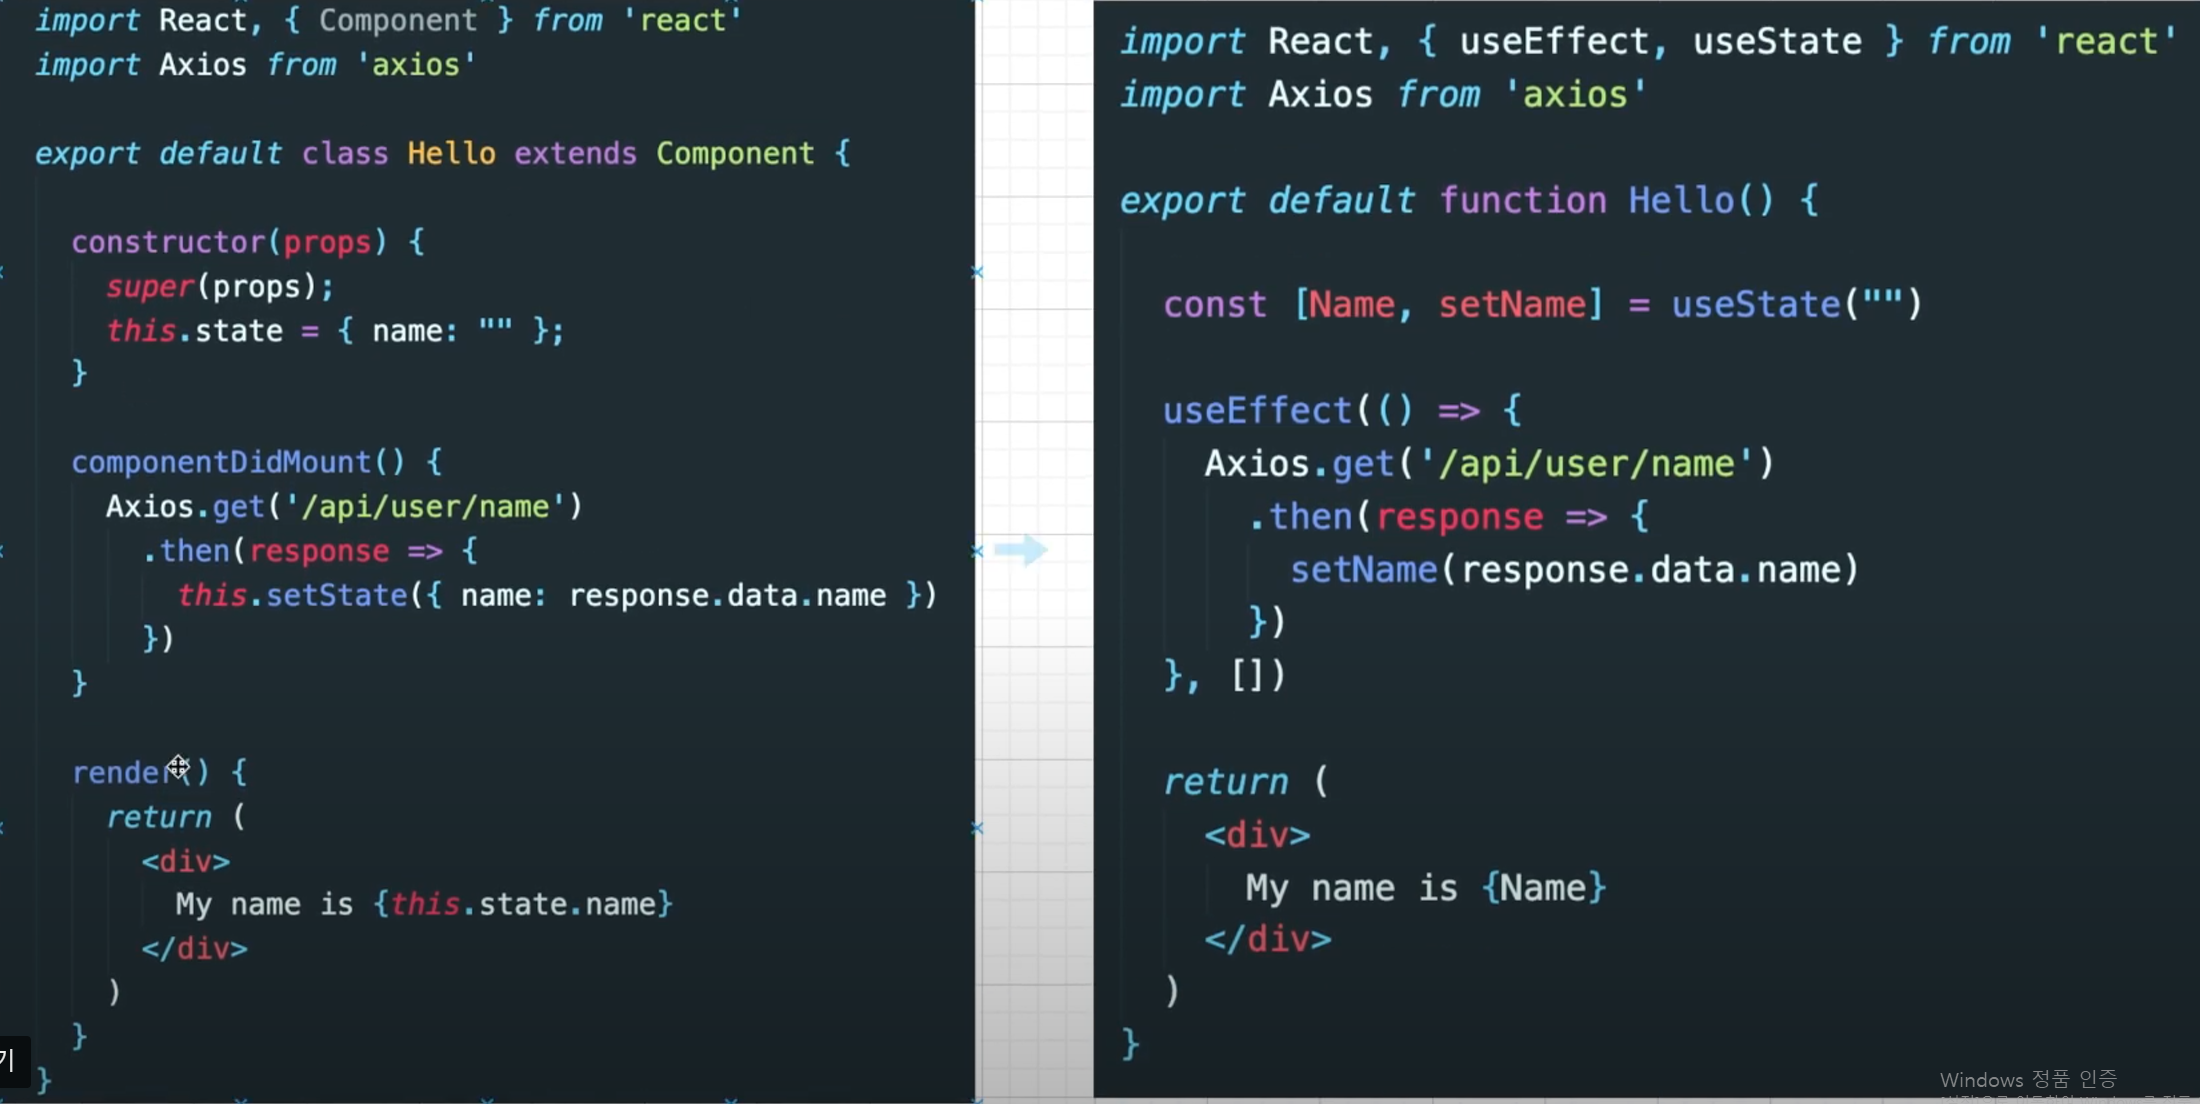 import React, { Component } from 'react'
import Axios from 'axios'
export default class Hello extends Component {
constructor(props) {
super(props);
this.state = { name: "" };
}
componentDidMount() {
Axios.get('/api/user/name')
.then(response => {
this.setState({ name: response.data.name })
})
}
render() {
return (
<div>
My name is {this.state.name}
</div>
)
}
}
기
import React, { useEffect, useState } from 'react'
import Axios from 'axios'
export default function Hello() {
const [Name, setName] = useState("")
useEffect(() => {
Axios.get('/api/user/name')
.then(response => {
setName(response.data.name)
})
}, [])
return (
<div>
My name is {Name}
</div>
)
}
Windows 정품 인증